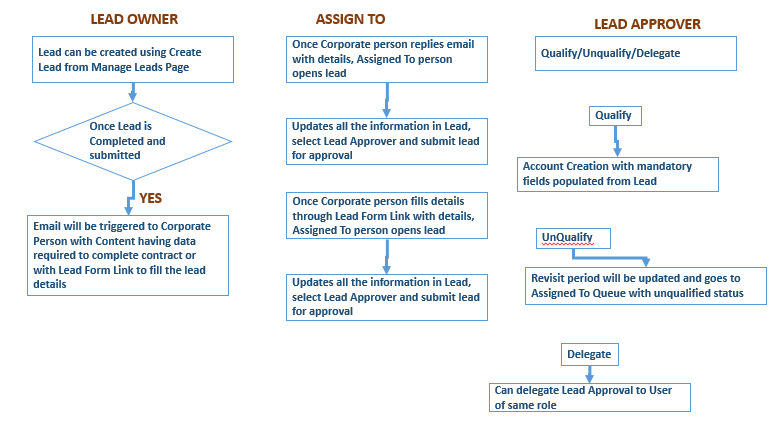 LEAD OWNER
Lead can be created using Create
Lead from Manage Leads Page
Once Lead is
Completed and
submitted
YES
Email will be triggered to Corporate
Person with Content having data
required to complete contract or
with Lead Form Link to fill the lead
details
ASSIGN TO
Once Corporate person replies email
with details, Assigned To person
opens lead
Updates all the information in Lead,
select Lead Approver and submit lead
for approval
Once Corporate person fills details
through Lead Form Link with details,
Assigned To person opens lead
Updates all the information in Lead,
select Lead Approver and submit lead
for approval
LEAD APPROVER
Qualify/Unqualify/Delegate
Qualify
Account Creation with mandatory
fields populated from Lead
UnQualify
Revisit period will be updated and goes to
Assigned To Queue with unqualified status
Delegate
Can delegate Lead Approval to User
of same role